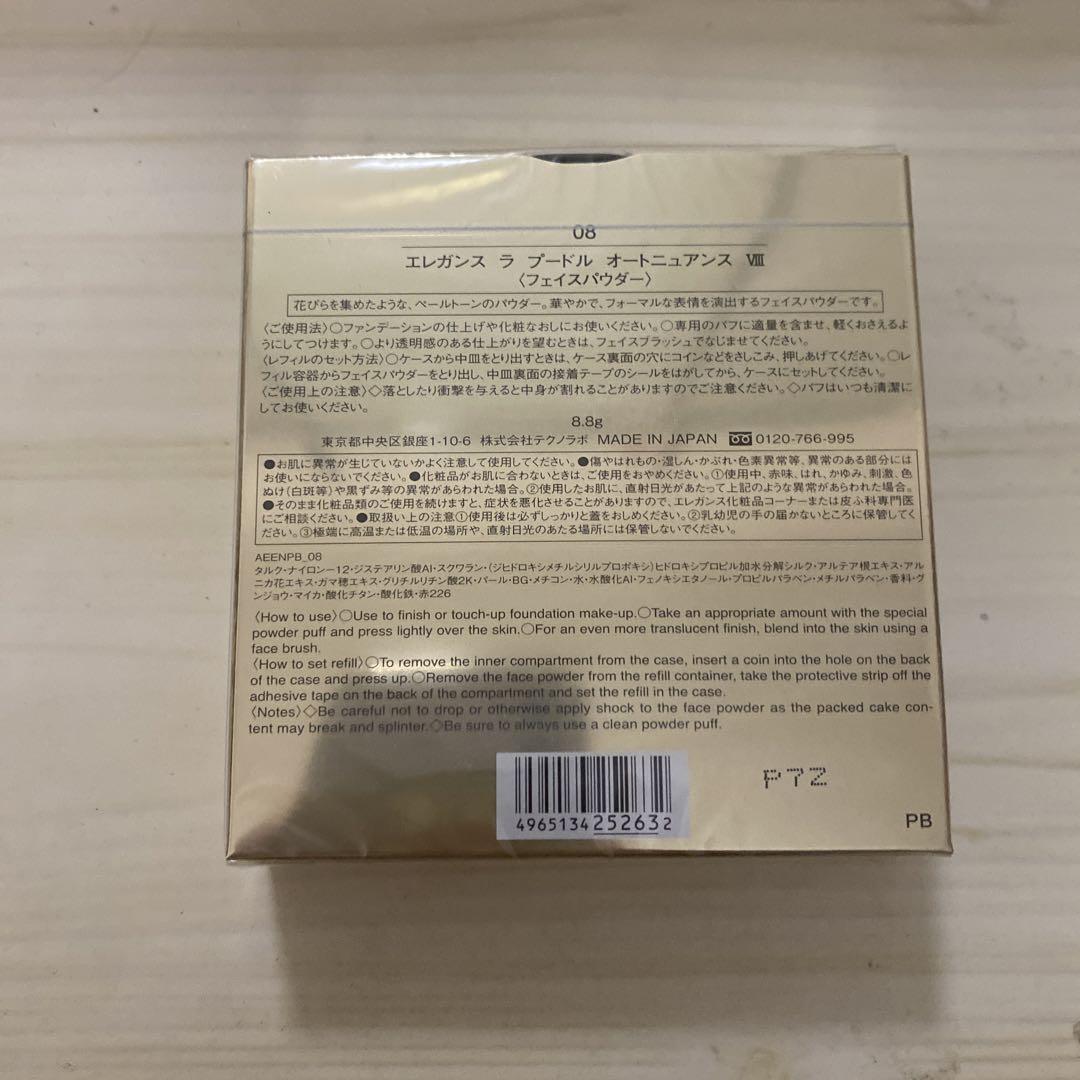 08
エレガンス ラ プードル オートニュアンス Ⅷ
〈フェイスパウダー〉
花びらを集めたような、ペールトーンのパウダー。華やかで、フォーマルな表情を演出するフェイスパウダーです。
〈ご使用法〉○ファンデーションの仕上げや化粧なおしにお使いください。○専用のパフに適量を含ませ、軽くおさえるよ
うにしてつけます。○より透明感のある仕上がりを望むときは、フェイスブラッシュでなじませてください。
〈レフィルのセット方法〉○ケースから中皿をとり出すときは、ケース裏面の穴にコインなどをさしこみ、押しあげてください。○レ
フィル容器からフェイスパウダーをとり出し、中皿裏面の接着テープのシールをはがしてから、ケースにセットしてください。
〈ご使用上の注意〉◇落としたり衝撃を与えると中身が割れることがありますのでご注意ください。◇パフはいつも清潔に
してお使いください。
8.8g
東京都中央区銀座1-10-6 株式会社テクノラボ MADE IN JAPAN 0120-766-995
●お肌に異常が生じていないかよく注意して使用してください。●傷やはれもの・湿しん・かぶれ・色素異常等、異常のある部分には
お使いにならないでください。●化粧品がお肌に合わないときは、ご使用をおやめください。①使用中、赤味、はれ、かゆみ、刺激、色
ぬけ(白斑等)や黒ずみ等の異常があらわれた場合。②使用したお肌に、直射日光があたって上記のような異常があらわれた場合。
●そのまま化粧品類のご使用を続けますと、症状を悪化させることがありますので、エレガンス化粧品コーナーまたは皮ふ科専門医
にご相談ください。●取扱い上の注意①使用後は必ずしっかりと蓋をおしめください。②乳幼児の手の届かないところに保管してく
ださい。③極端に高温または低温の場所や、直射日光のあたる場所には保管しないでください。
AEENPB_08
タルク・ナイロン-12・ジステアリン酸Al・スクワラン・(ジヒドロキシメチルシリルプロポキシ)ヒドロキシプロピル加水分解シルク・アルテア根エキス・アル
ニカ花エキス・ガマ穂エキス・グリチルリチン酸2K・パール・BG・メチコン・水・水酸化Al・フェノキシエタノール・プロピルパラベン・メチルパラベン・香料・グ
ンジョウ・マイカ・酸化チタン・酸化鉄・赤226
〈How to use〉○Use to finish or touch-up foundation make-up.○Take an appropriate amount with the special
powder puff and press lightly over the skin.○For an even more translucent finish, blend into the skin using a
face brush.
〈How to set refill〉○To remove the inner compartment from the case, insert a coin into the hole on the back
of the case and press up.○Remove the face powder from the refill container, take the protective strip off the
adhesive tape on the back of the compartment and set the refill in the case.
〈Notes〉◇Be careful not to drop or otherwise apply shock to the face powder as the packed cake con-
tent may break and splinter.◇Be sure to always use a clean powder puff.
P7Z
4965134252632
PB